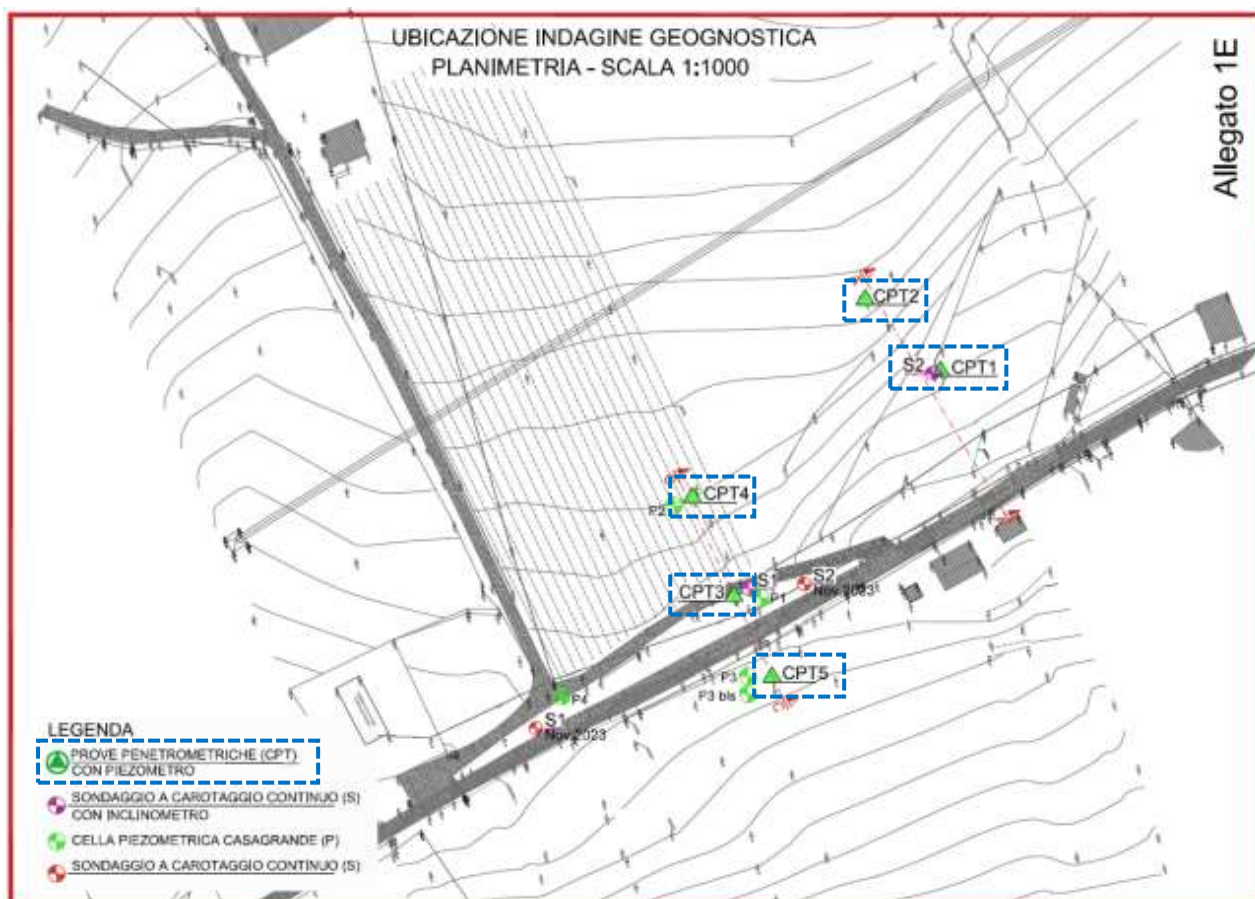 UBICAZIONE INDAGINE GEOGNOSTICA
PLANIMETRIA - SCALA 1:1000
Allegato 1E
CPT2
S2
CPT1
CPT4
P2
CPT3
S1
P1
S2
Nov.2023
P3
CPT5
P3 bis
P4
S1
Nov.2023
LEGENDA
PROVE PENETROMETRICHE (CPT)
CON PIEZOMETRO
SONDAGGIO A CAROTAGGIO CONTINUO (S)
CON INCLINOMETRO
CELLA PIEZOMETRICA CASAGRANDE (P)
SONDAGGIO A CAROTAGGIO CONTINUO (S)